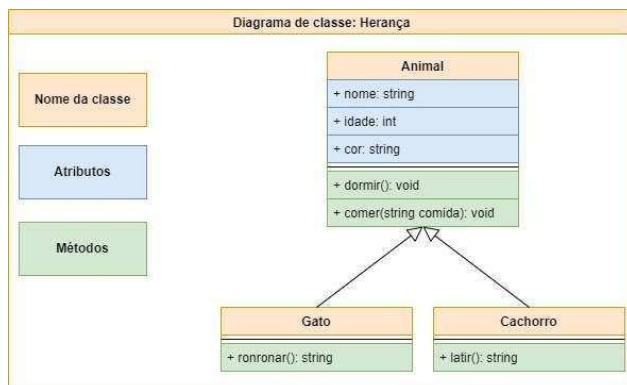 Diagrama de classe: Herança
Nome da classe
Atributos
Métodos
Animal
+ nome: string
+ idade: int
+ cor: string
+ dormir(): void
+ comer(string comida): void
Gato
+ ronronar(): string
Cachorro
+ latir(): string